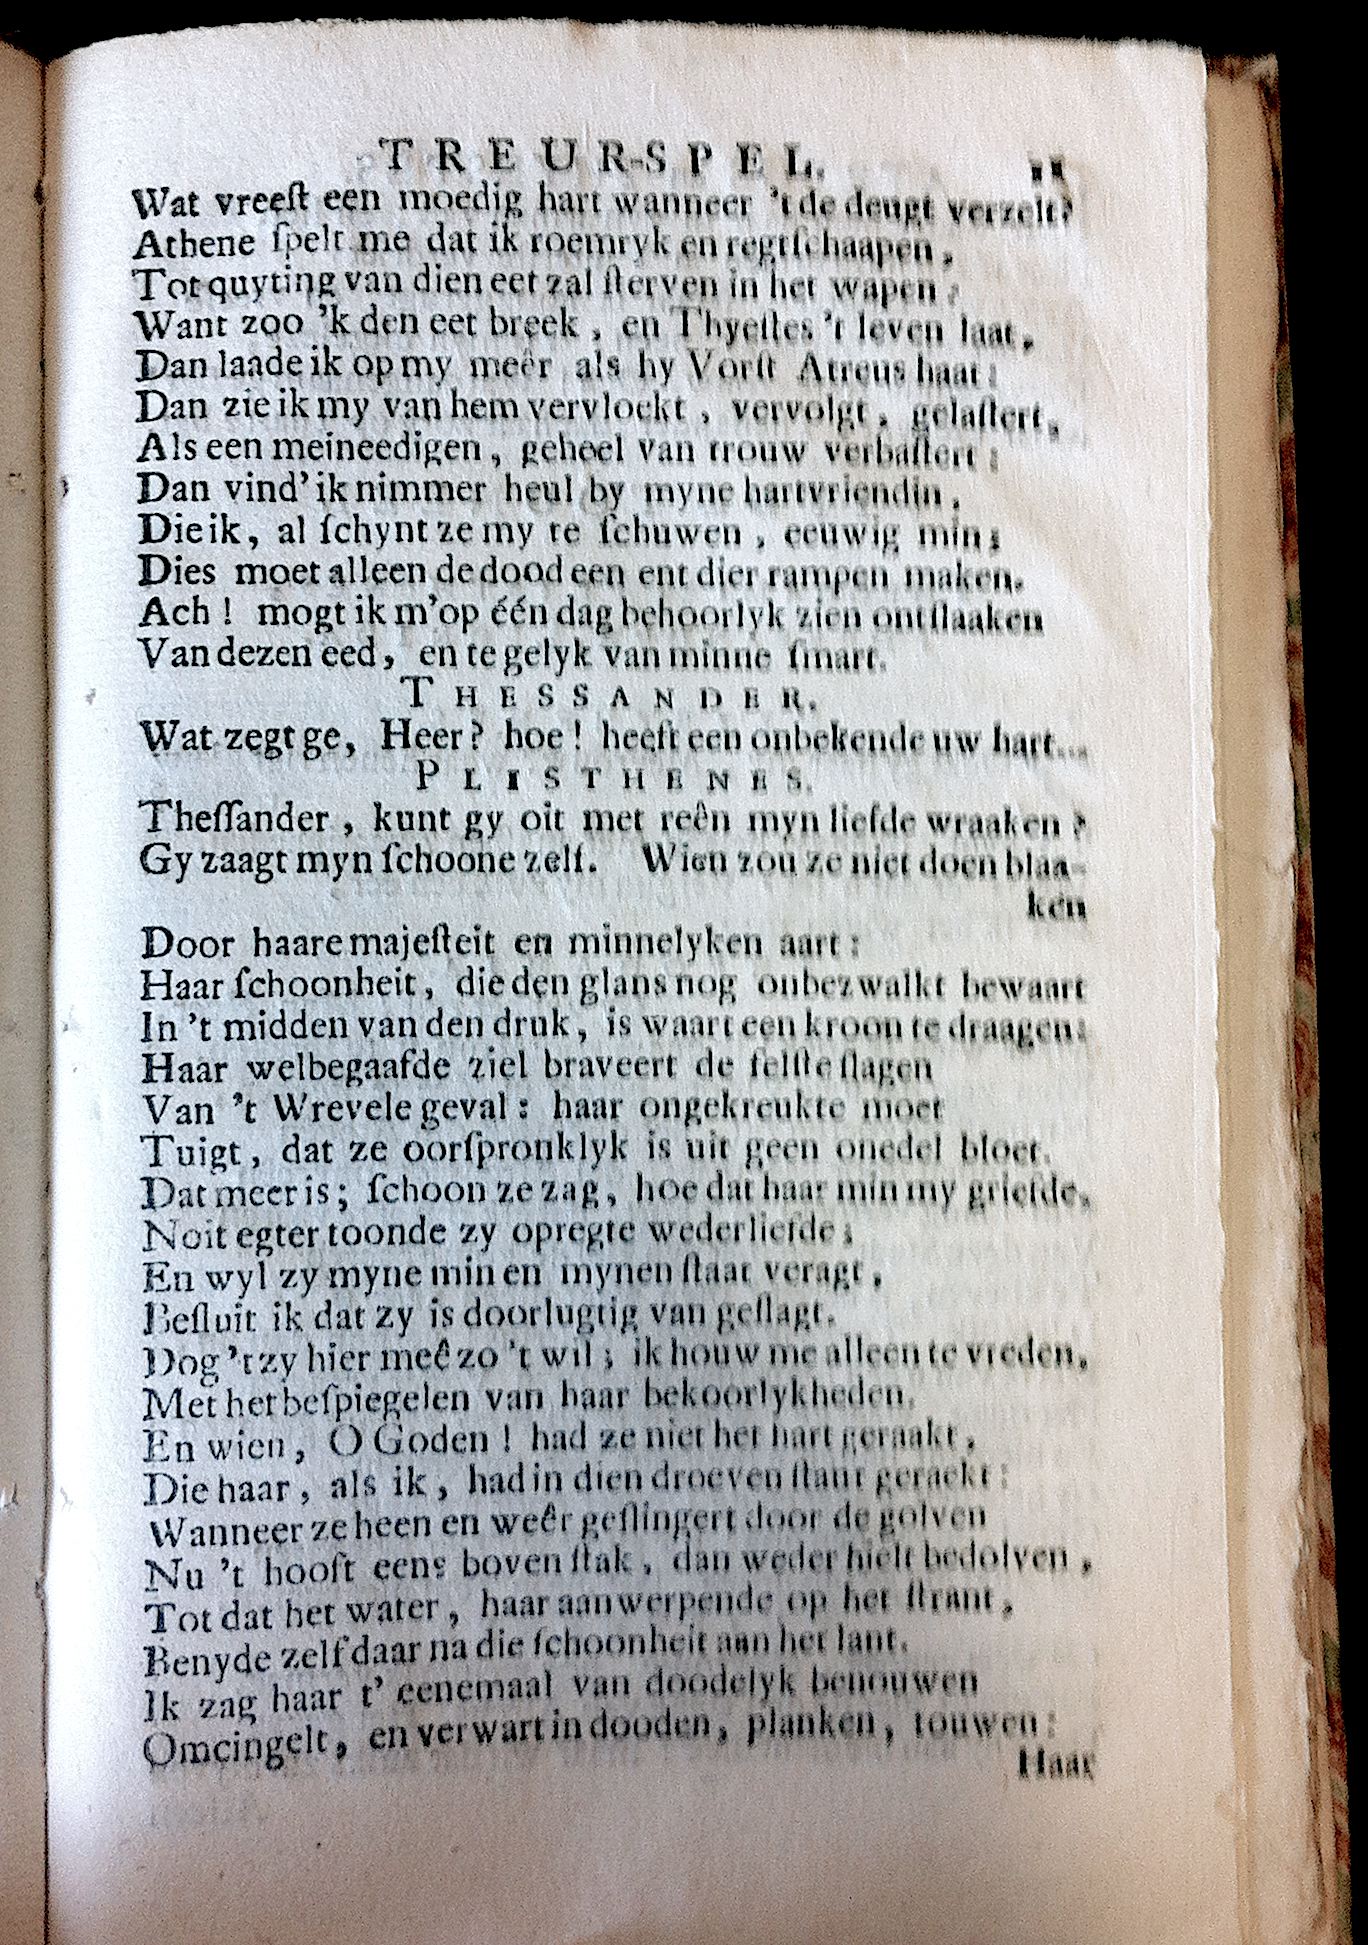 TREUR-SPEL. 11
Wat vreeſt een moedig hart wanneer 't de deugt verzelt?
Athene ſpelt me dat ik roemryk en regtſchaapen,
Tot quyting van dien eet zal ſterven in het wapen:
Want zoo 'k den eet breek, en Thyeſtes 't leven laat,
Dan laade ik op my meêr als hy Vorſt Atreus haat:
Dan zie ik my van hem vervloekt, vervolgt, gelaſtert,
Als een meineedigen, geheel van trouw verbaſtert:
Dan vind' ik nimmer heul by myne hartvriendin,
Die ik, al ſchynt ze my te ſchuwen, eeuwig min;
Dies moet alleen de dood een ent dier rampen maken.
Ach! mogt ik m'op één dag behoorlyk zien ontſlaaken
Van dezen eed, en te gelyk van minne ſmart.
THESSANDER.
Wat zegt ge, Heer? hoe! heeft een onbekende uw hart...
PLISTHENES.
Theſſander, kunt gy oit met reên myn liefde wraaken?
Gy zaagt myn ſchoone zelf. Wien zou ze niet doen blaa-
ken
Door haare majeſteit en minnelyken aart:
Haar ſchoonheit, die den glans nog onbezwalkt bewaart
In 't midden van den druk, is waart een kroon te draagen:
Haar welbegaafde ziel braveert de felſte ſlagen
Van 't Wrevele geval: haar ongekreukte moet
Tuigt, dat ze oorſpronklyk is uit geen onedel bloet.
Dat meer is; ſchoon ze zag, hoe dat haar min my griefde,
Noit egter toonde zy opregte wederliefde;
En wyl zy myne min en mynen ſtaat veragt,
Beſluit ik dat zy is doorlugtig van geſlagt.
Dog 't zy hier meê zo 't wil; ik houw me alleen te vreden,
Met het beſpiegelen van haar bekoorlykheden.
En wien, O Goden! had ze niet het hart geraakt,
Die haar, als ik, had in dien droeven ſtant geraekt:
Wanneer ze heen en weêr geſlingert door de golven
Nu 't hooft eens boven ſtak, dan weder hielt bedolven,
Tot dat het water, haar aanwerpende op het ſtrant,
Benyde zelf daar na die ſchoonheit aan het lant.
Ik zag haar t' eenemaal van doodelyk benouwen
Omcingelt, en verwart in dooden, planken, touwen:
Haar